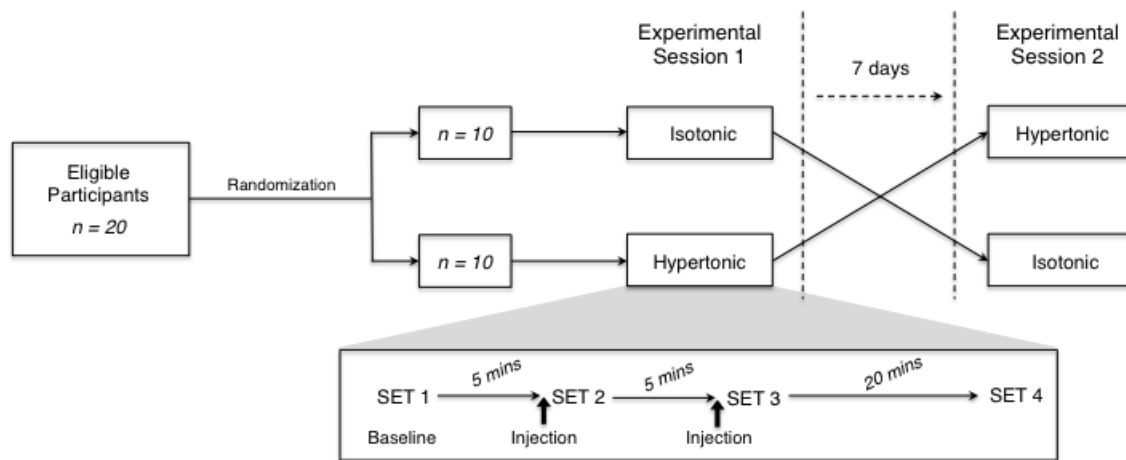 Experimental
Session 1
7 days
Experimental
Session 2
Eligible
Participants
n = 20
Randomization
n = 10
Isotonic
Hypertonic
n = 10
Hypertonic
Isotonic
5 mins
5 mins
20 mins
SET 1
SET 2
SET 3
SET 4
Baseline
Injection
Injection